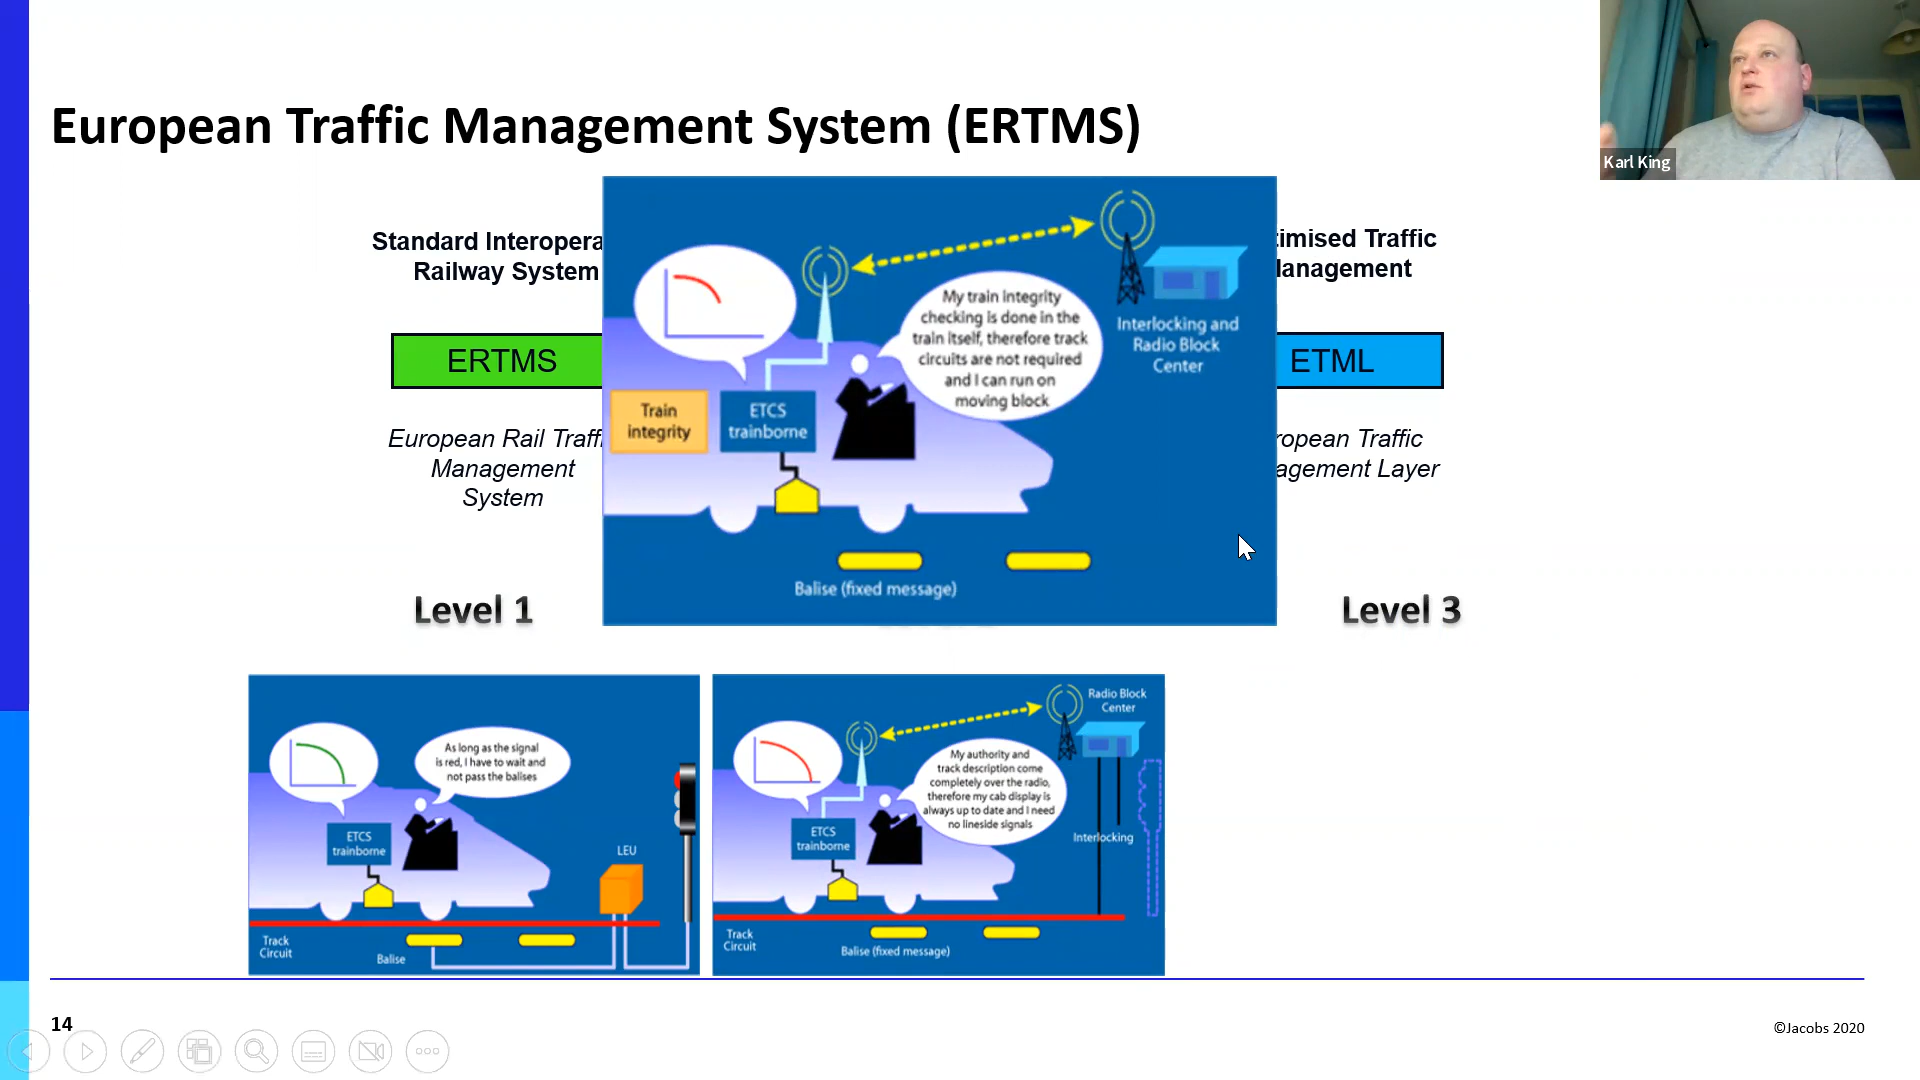 European Traffic Management System (ERTMS)
Karl King
Standard Interopera
Railway System
timised Traffic
anagement
ERTMS
ETML
European Rail Traffi
Management
System
ropean Traffic
agement Layer
My train integrity
checking is done in the
train itself, therefore track
circuits are not required
and I can run on
moving block
Interlocking and
Radio Block
Center
Train
integrity
ETCS
trainborne
Balise (fixed message)
Level 1
Level 3
As long as the signal
is red, I have to wait and
not pass the balises
ETCS
trainborne
LEU
Track
Circuit
Balise
Radio Block
Center
My authority and
track description come
completely over the radio,
therefore my cab display is
always up to date and I need
no lineside signals
ETCS
trainborne
Interlocking
Track
Circuit
Balise (fixed message)
14
©Jacobs 2020